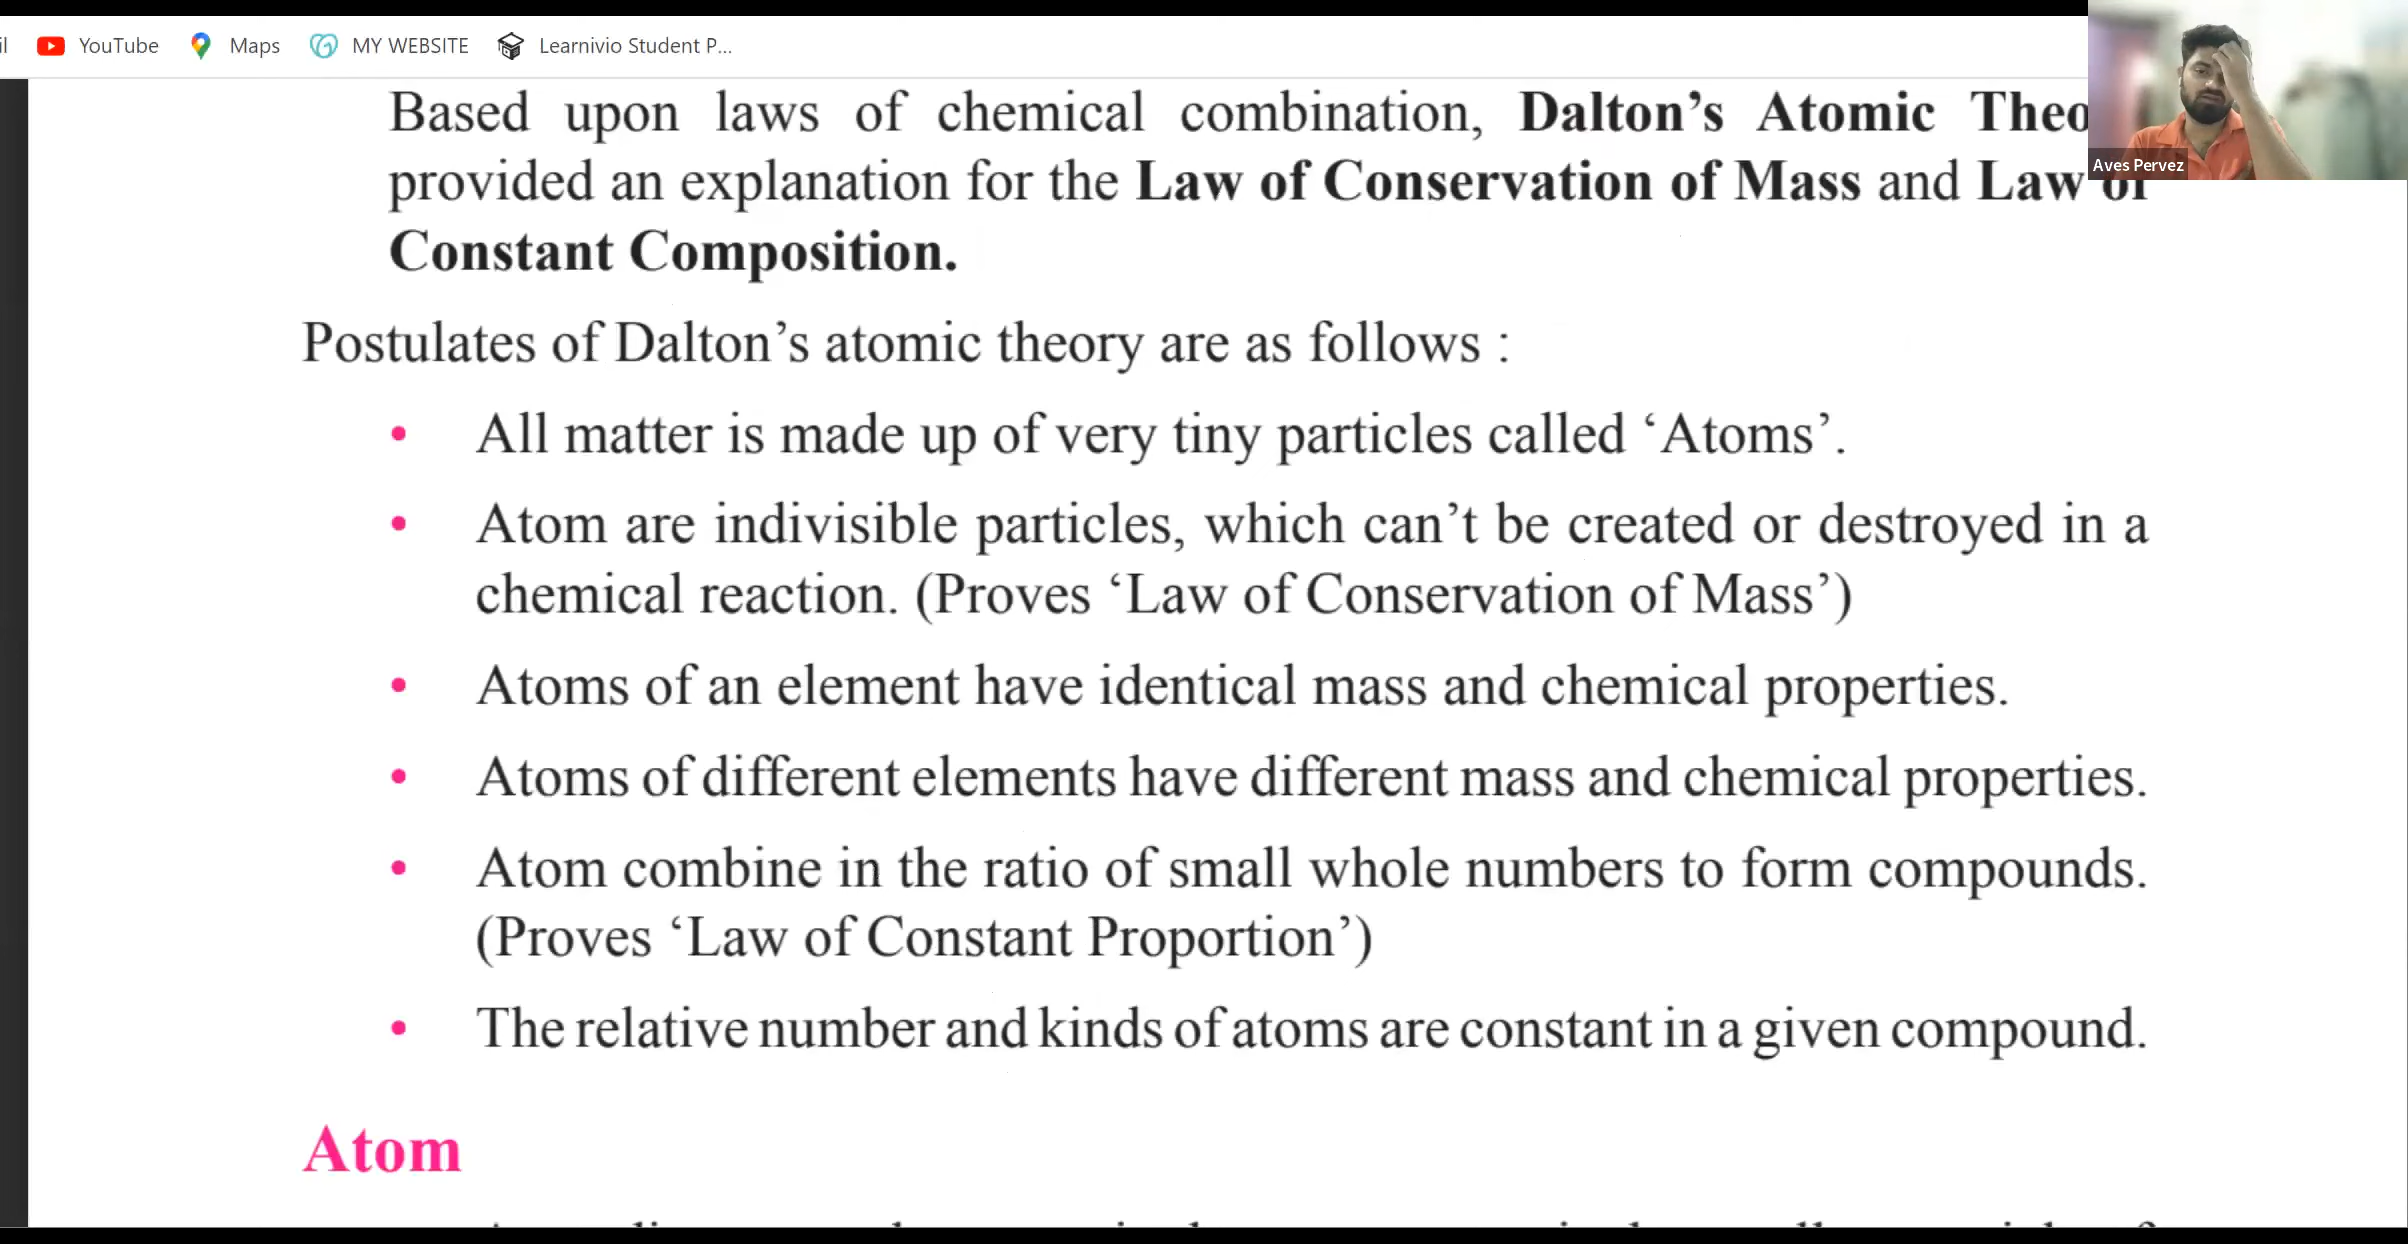 YouTube Maps MY WEBSITE Learnivio Student P...
Based upon laws of chemical combination, Dalton's Atomic
Aves Pervez
provided an explanation for the Law of Conservation of Mass and Law of
Constant Composition.
Postulates of Dalton's atomic theory are as follows :
• All matter is made up of very tiny particles called ‘Atoms’.
• Atom are indivisible particles, which can't be created or destroyed in a
chemical reaction. (Proves ‘Law of Conservation of Mass’)
• Atoms of an element have identical mass and chemical properties.
• Atoms of different elements have different mass and chemical properties.
• Atom combine in the ratio of small whole numbers to form compounds.
(Proves ‘Law of Constant Proportion’)
• The relative number and kinds of atoms are constant in a given compound.
Atom